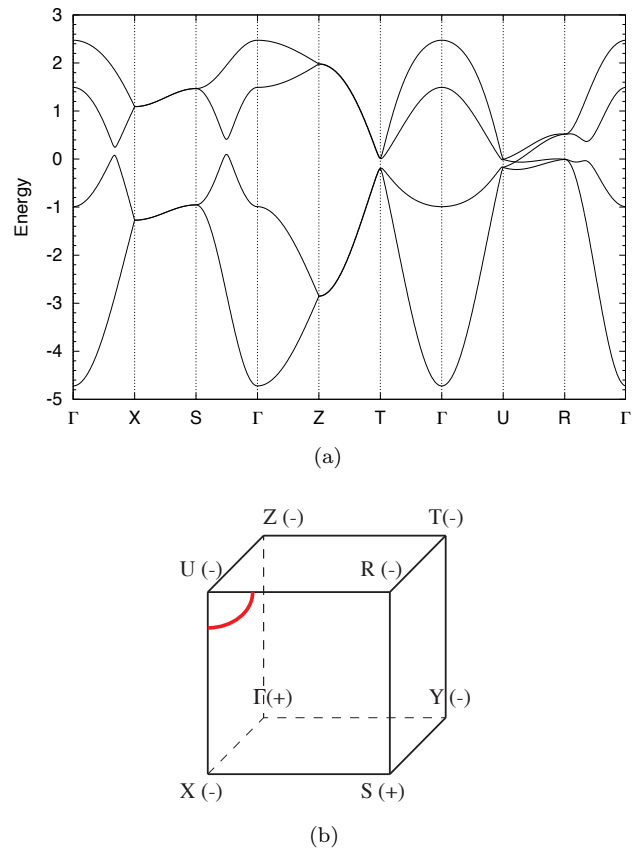 3
2
1
0
-1
-2
-3
-4
-5
Energy
Γ X S Γ Z T Γ U R Γ
(a)
Z (-) T(-)
U (-) R (-)
Γ(+) Y (-)
X (-) S (+)
(b)